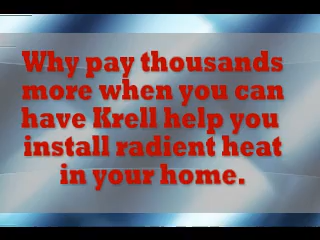 Why pay thousands
more when you can
have Krell help you
install radient heat
in your home.